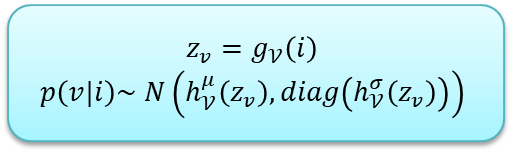 z_v = g_𝒱(i)
p(v|i)~ N(h_𝒱^μ(z_v), diag(h_𝒱^σ(z_v)))